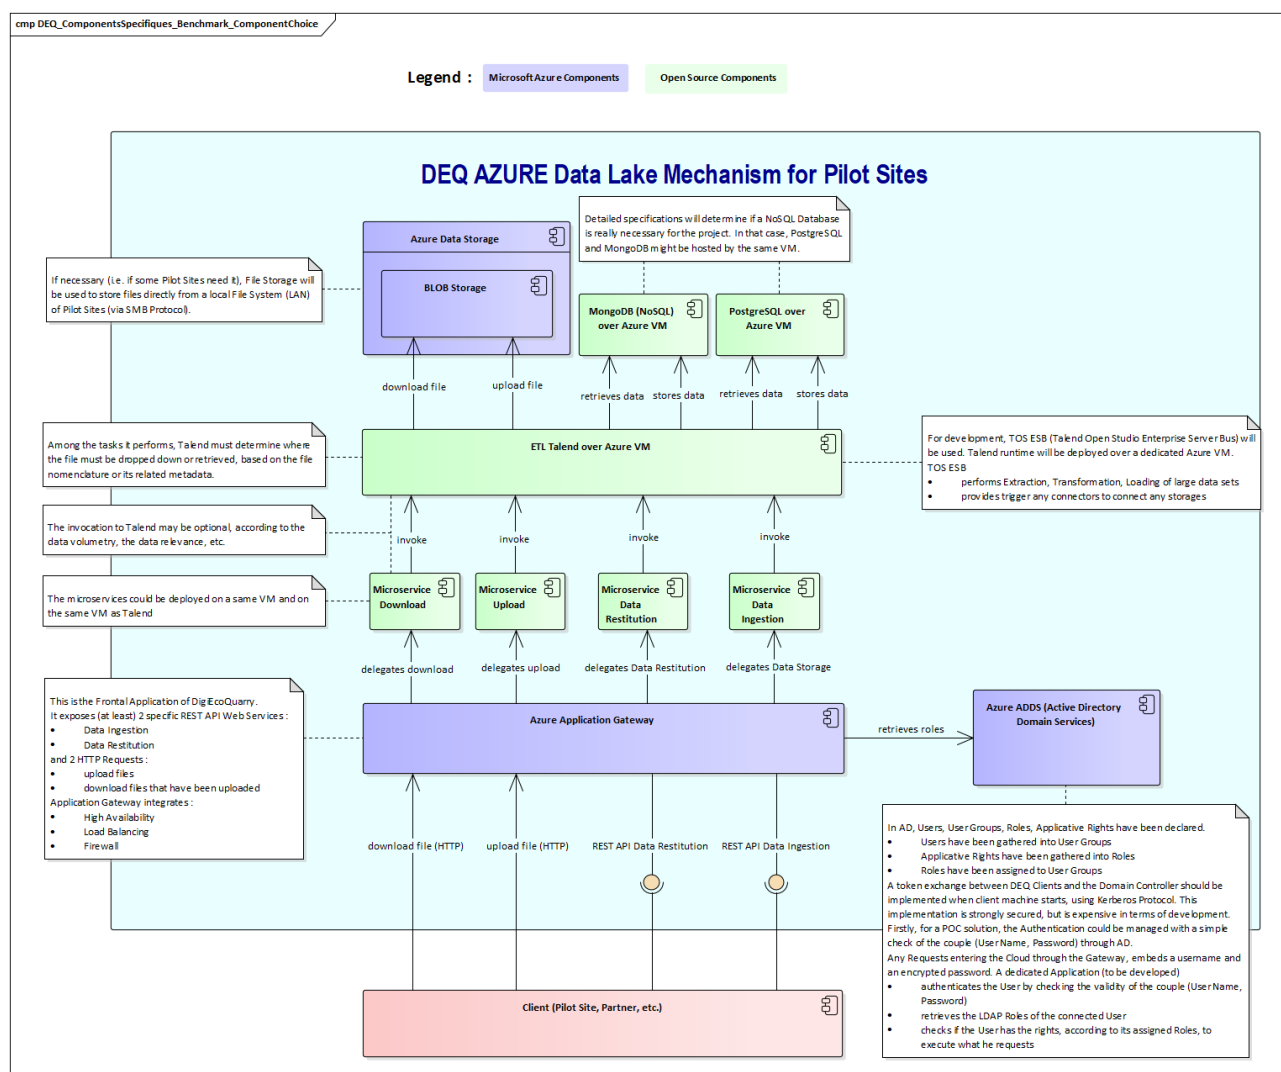 cmp DEQ_ComponentsSpecifiques_Benchmark_ComponentChoice
Legend :
Microsoft Azure Components
Open Source Components
DEQ AZURE Data Lake Mechanism for Pilot Sites
Detailed specifications will determine if a NoSQL Database
is really necessary for the project. In that case, PostgreSQL
and MongoDB might be hosted by the same VM.
Azure Data Storage
BLOB Storage
If necessary (i.e. if some Pilot Sites need it), File Storage will
be used to store files directly from a local File System (LAN)
of Pilot Sites (via SMB Protocol).
MongoDB (NoSQL)
over Azure VM
PostgreSQL over
Azure VM
download file
upload file
retrieves data
stores data
retrieves data
stores data
Among the tasks it performs, Talend must determine where
the file must be dropped down or retrieved, based on the file
nomenclature or its related metadata.
ETL Talend over Azure VM
For development, TOS ESB (Talend Open Studio Enterprise Server Bus) will
be used. Talend runtime will be deployed over a dedicated Azure VM.
TOS ESB
• performs Extraction, Transformation, Loading of large data sets
• provides trigger any connectors to connect any storages
The invocation to Talend may be optional, according to the
data volumetry, the data relevance, etc.
invoke
invoke
invoke
invoke
The microservices could be deployed on a same VM and on
the same VM as Talend
Microservice
Download
Microservice
Upload
Microservice
Data
Restitution
Microservice
Data
Ingestion
delegates download
delegates upload
delegates Data Restitution
delegates Data Storage
This is the Frontal Application of DigiEcoQuarry.
It exposes (at least) 2 specific REST API Web Services :
• Data Ingestion
• Data Restitution
and 2 HTTP Requests :
• upload files
• download files that have been uploaded
Application Gateway integrates :
• High Availability
• Load Balancing
• Firewall
Azure Application Gateway
retrieves roles
Azure ADDS (Active Directory
Domain Services)
download file (HTTP)
upload file (HTTP)
REST API Data Restitution
REST API Data Ingestion
In AD, Users, User Groups, Roles, Applicative Rights have been declared.
• Users have been gathered into User Groups
• Applicative Rights have been gathered into Roles
• Roles have been assigned to User Groups
A token exchange between DEQ Clients and the Domain Controller should be
implemented when client machine starts, using Kerberos Protocol. This
implementation is strongly secured, but is expensive in terms of development.
Firstly, for a POC solution, the Authentication could be managed with a simple
check of the couple (User Name, Password) through AD.
Any Requests entering the Cloud through the Gateway, embeds a username and
an encrypted password. A dedicated Application (to be developed)
• authenticates the User by checking the validity of the couple (User Name,
Password)
• retrieves the LDAP Roles of the connected User
• checks if the User has the rights, according to its assigned Roles, to
execute what he requests
Client (Pilot Site, Partner, etc.)